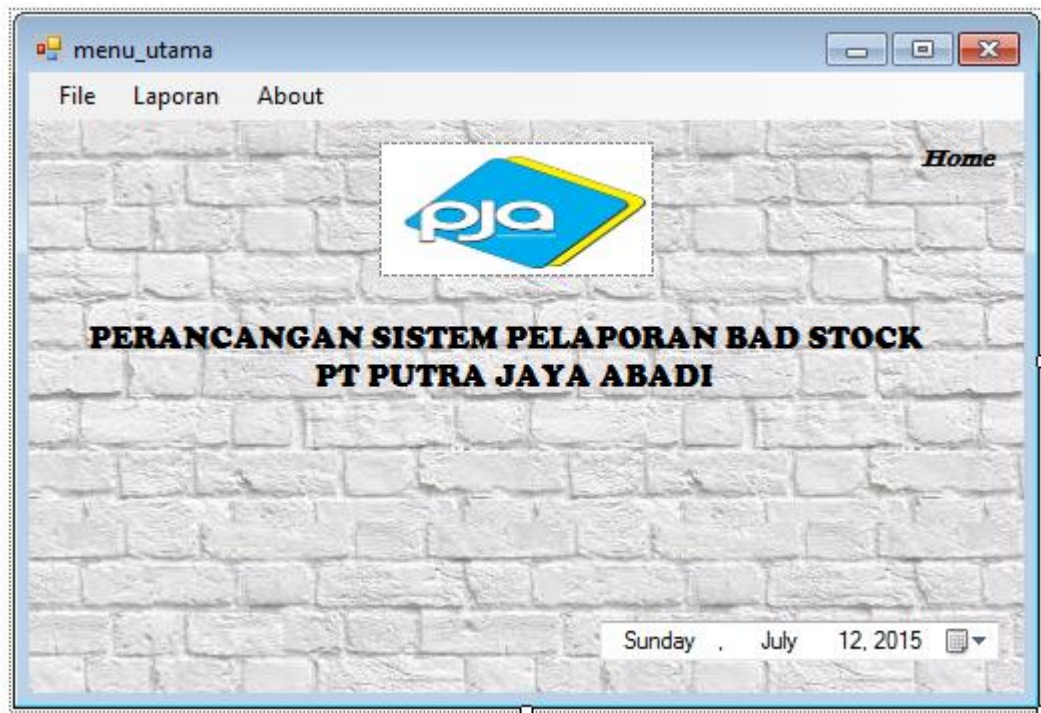 menu_utama
File Laporan About
Home
pja
PERANCANGAN SISTEM PELAPORAN BAD STOCK
PT PUTRA JAYA ABADI
Sunday , July 12, 2015